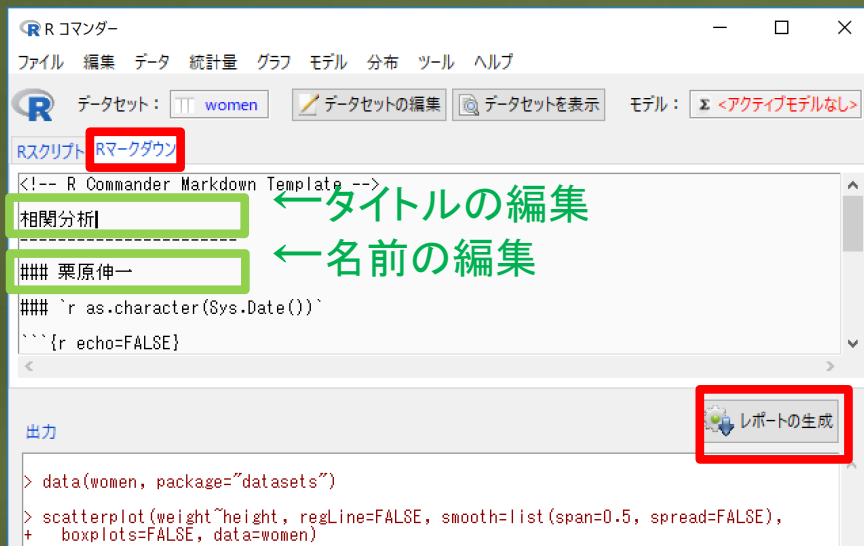 R コマンダー
ファイル 編集 データ 統計量 グラフ モデル 分布 ツール ヘルプ
データセット： women データセットの編集 データセットを表示 モデル： Σ <アクティブモデルなし>
Rスクリプト Rマークダウン
<!-- R Commander Markdown Template -->
相関分析
←タイトルの編集
-----------------------
### 栗原伸一
←名前の編集
### `r as.character(Sys.Date())`
```{r echo=FALSE}
出力
レポートの生成
> data(women, package="datasets")
> scatterplot(weight~height, regLine=FALSE, smooth=list(span=0.5, spread=FALSE),
+   boxplots=FALSE, data=women)